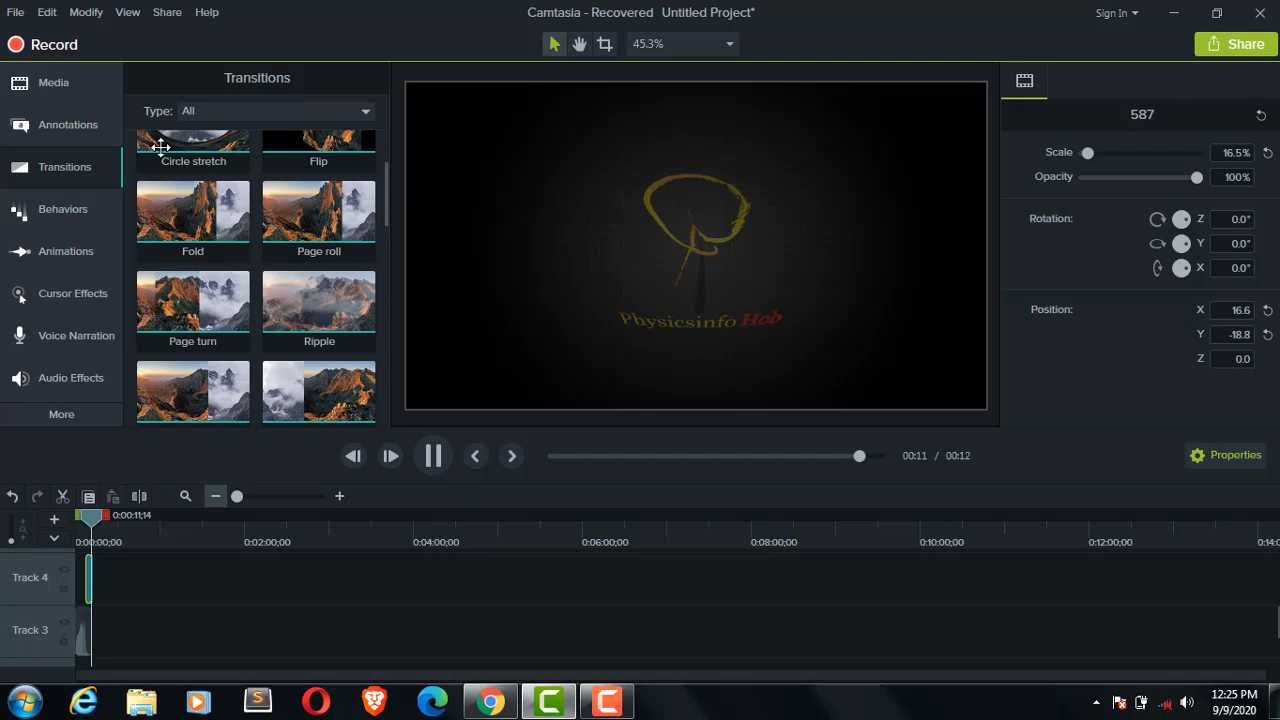 File Edit Modify View Share Help
Camtasia - Recovered Untitled Project*
Sign In
Record
45.3%
Share
Media
Annotations
Transitions
Behaviors
Animations
Cursor Effects
Voice Narration
Audio Effects
More
Transitions
Type: All
Circle stretch
Flip
Fold
Page roll
Page turn
Ripple
Physicsinfo Hob
587
Scale 16.5%
Opacity 100%
Rotation: Z 0.0°
Y 0.0°
X 0.0°
Position: X 16.6
Y -18.8
Z 0.0
00:11 / 00:12
Properties
0:00:11;14
0:00:00;00 0:02:00;00 0:04:00;00 0:06:00;00 0:08:00;00 0:10:00;00 0:12:00;00 0:14:0
Track 4
Track 3
12:25 PM
9/9/2020